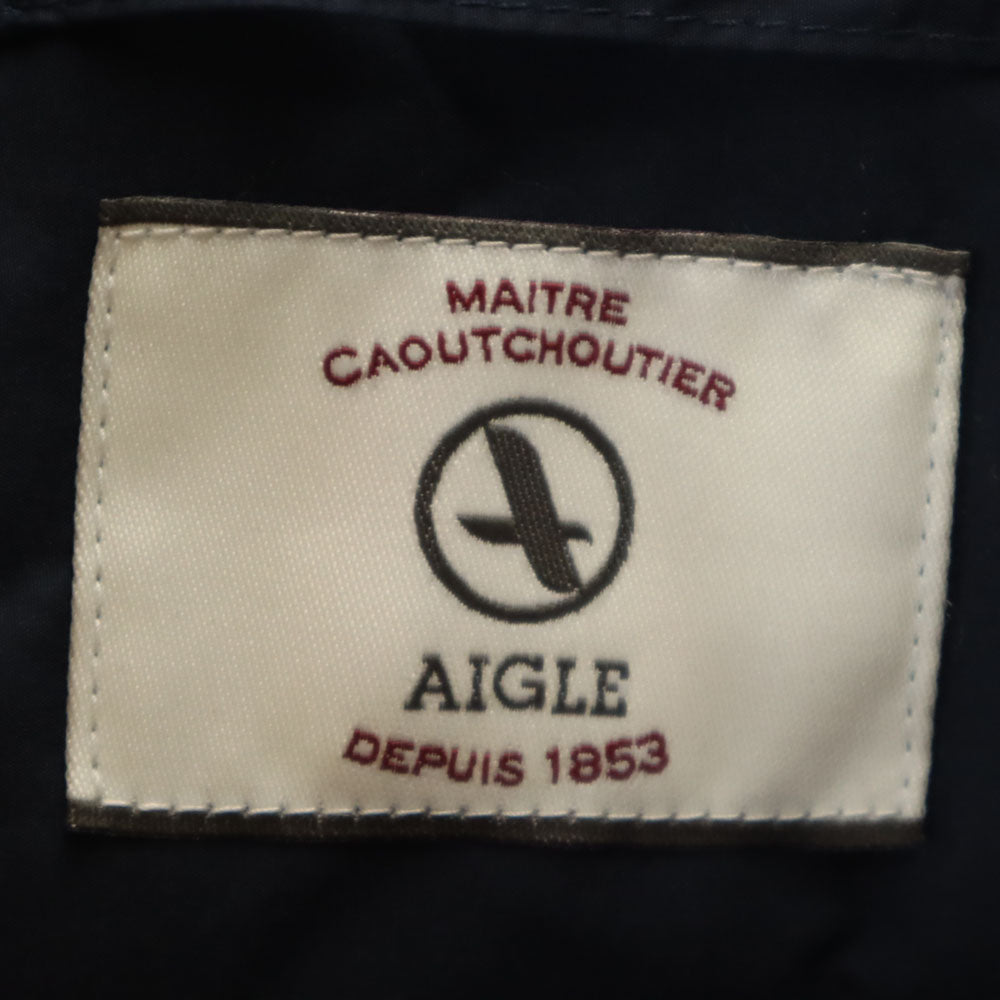 MAITRE
CAOUTCHOUTIER
AIGLE
DEPUIS 1853